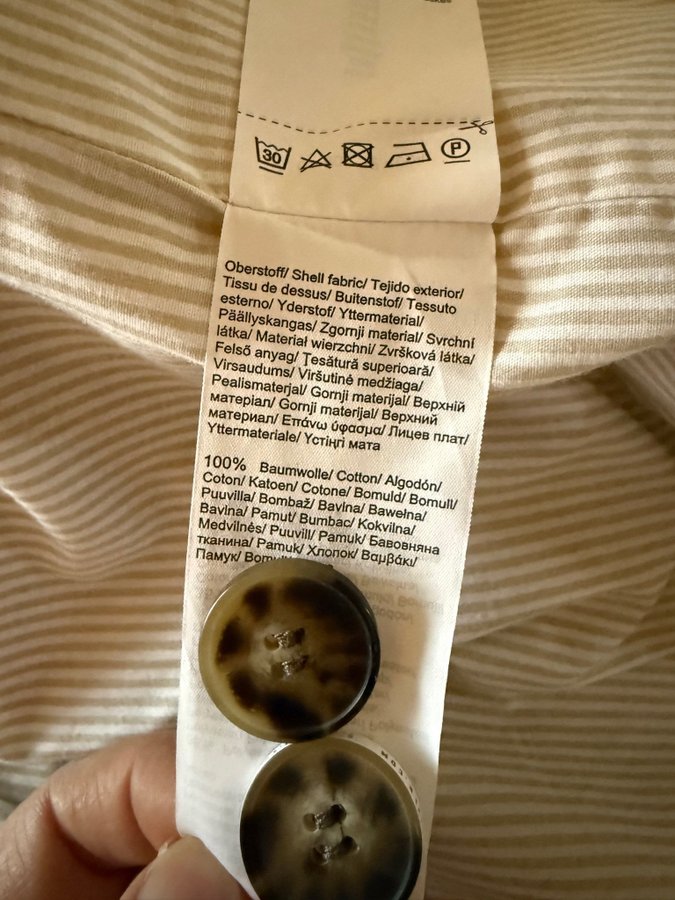 30
P
Oberstoff/ Shell fabric/ Tejido exterior/
Tissu de dessus/ Buitenstof/ Tessuto
esterno/ Yderstof/ Yttermaterial/
Päällyskangas/ Zgornji material/ Svrchní
látka/ Materiał wierzchni/ Zvršková látka/
Felső anyag/ Ţesătură superioară/
Virsaudums/ Viršutinė medžiaga/
Pealismaterjal/ Gornji materijal/ Верхній
матеріал/ Gornji materijal/ Верхний
материал/ Επάνω ύφασμα/ Лицев плат/
Yttermateriale/ Үстіңгі мата
100% Baumwolle/ Cotton/ Algodón/
Coton/ Katoen/ Cotone/ Bomuld/ Bomull/
Puuvilla/ Bombaž/ Bavlna/ Bawełna/
Bavlna/ Pamut/ Bumbac/ Kokvilna/
Medvilnės/ Puuvill/ Pamuk/ Бавовняна
тканина/ Pamuk/ Хлопок/ Βαμβάκι/
Памук/